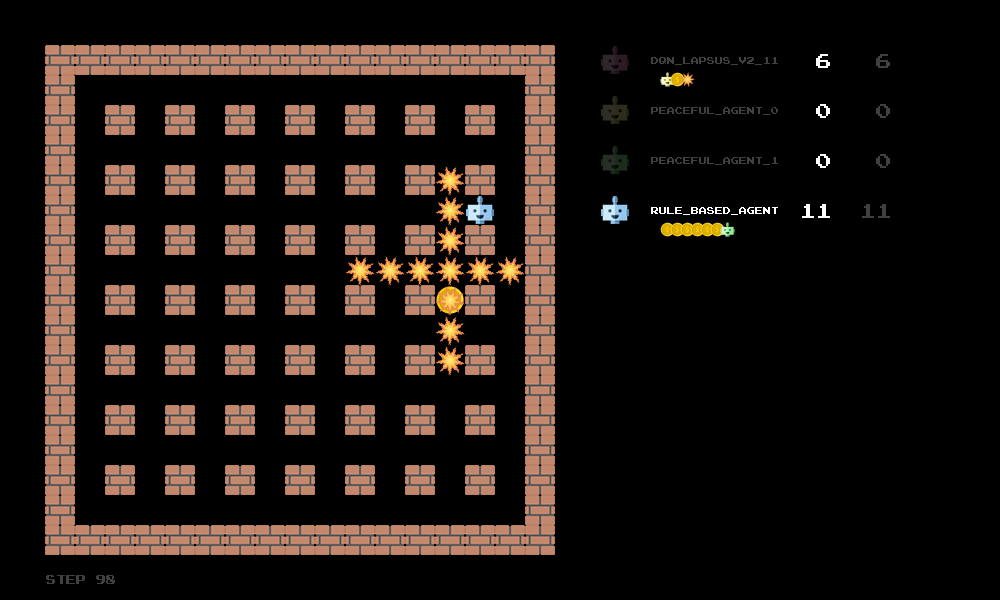 DQN_LAPSUS_V2_11 6 6
PEACEFUL_AGENT_0 0 0
PEACEFUL_AGENT_1 0 0
RULE_BASED_AGENT 11 11
STEP 98